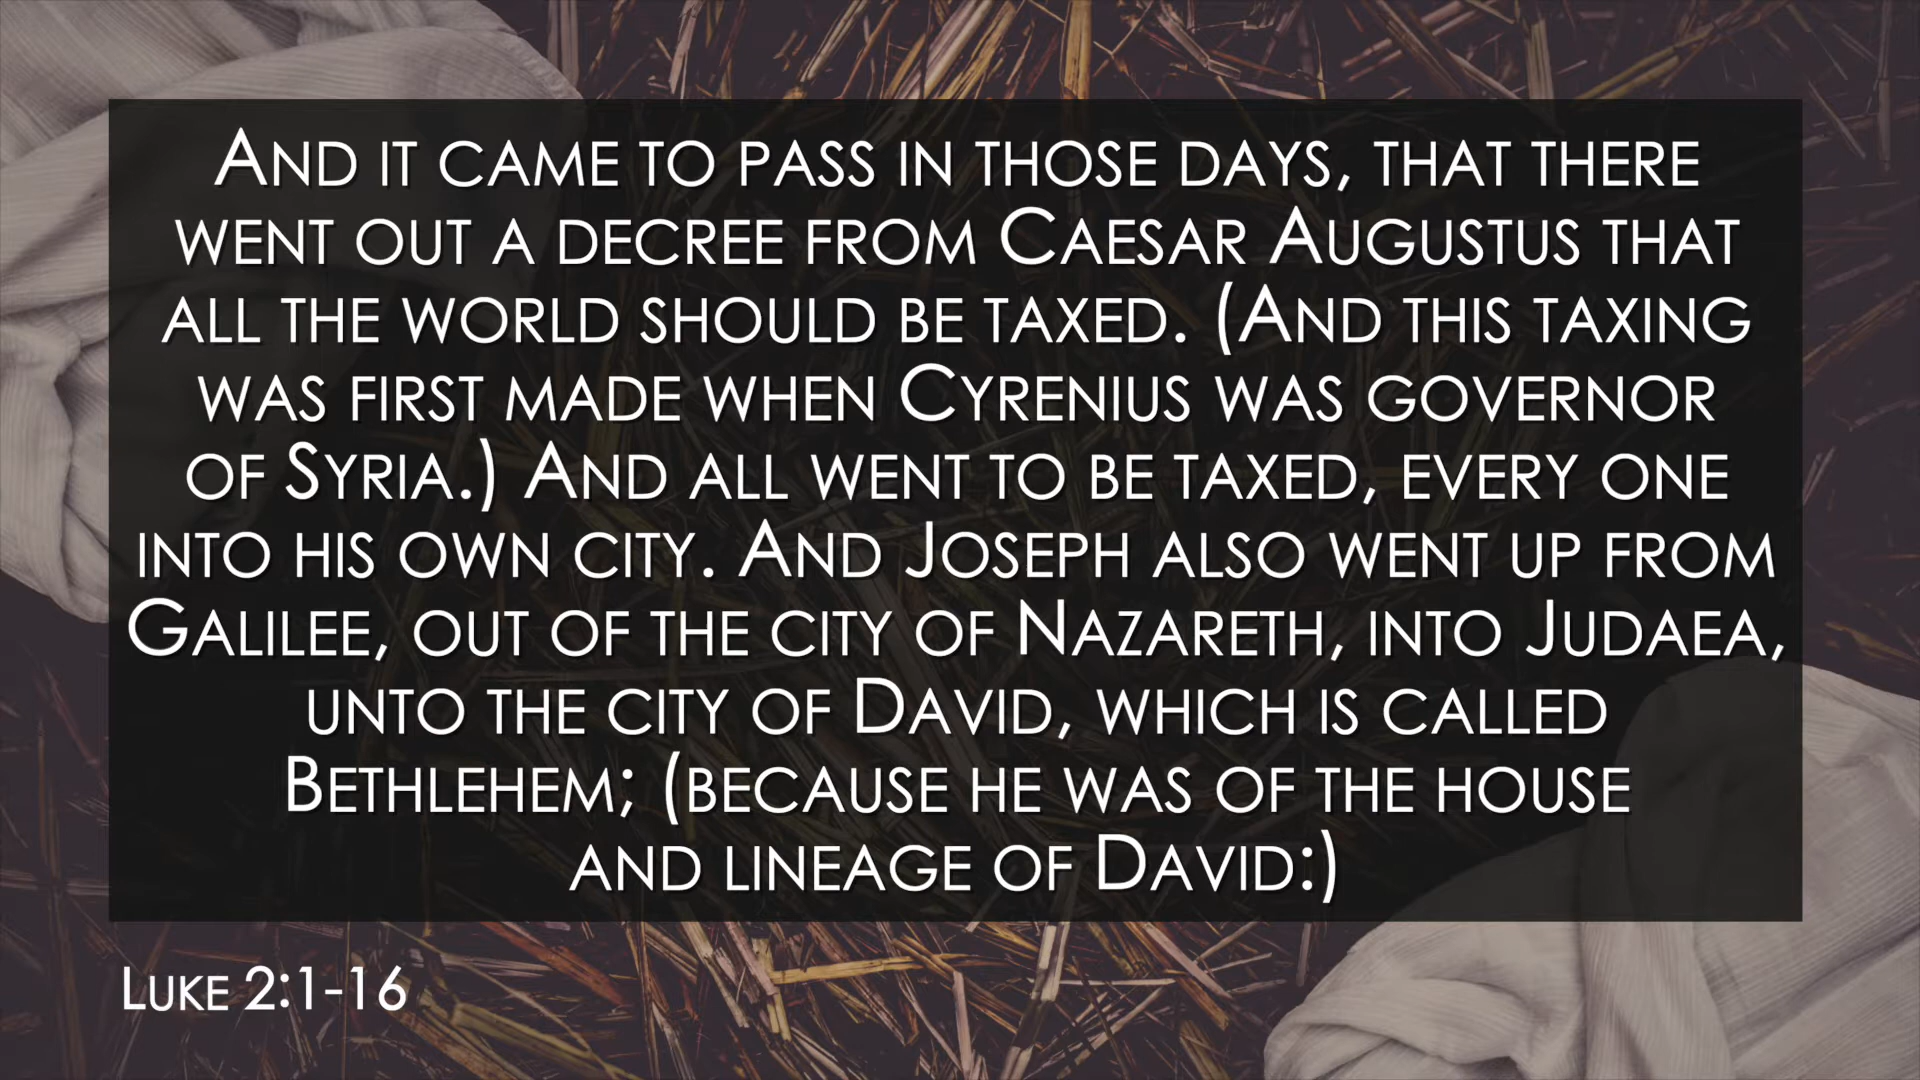 And it came to pass in those days, that there
went out a decree from Caesar Augustus that
all the world should be taxed. (And this taxing
was first made when Cyrenius was governor
of Syria.) And all went to be taxed, every one
into his own city. And Joseph also went up from
Galilee, out of the city of Nazareth, into Judaea,
unto the city of David, which is called
Bethlehem; (because he was of the house
and lineage of David:)
Luke 2:1-16